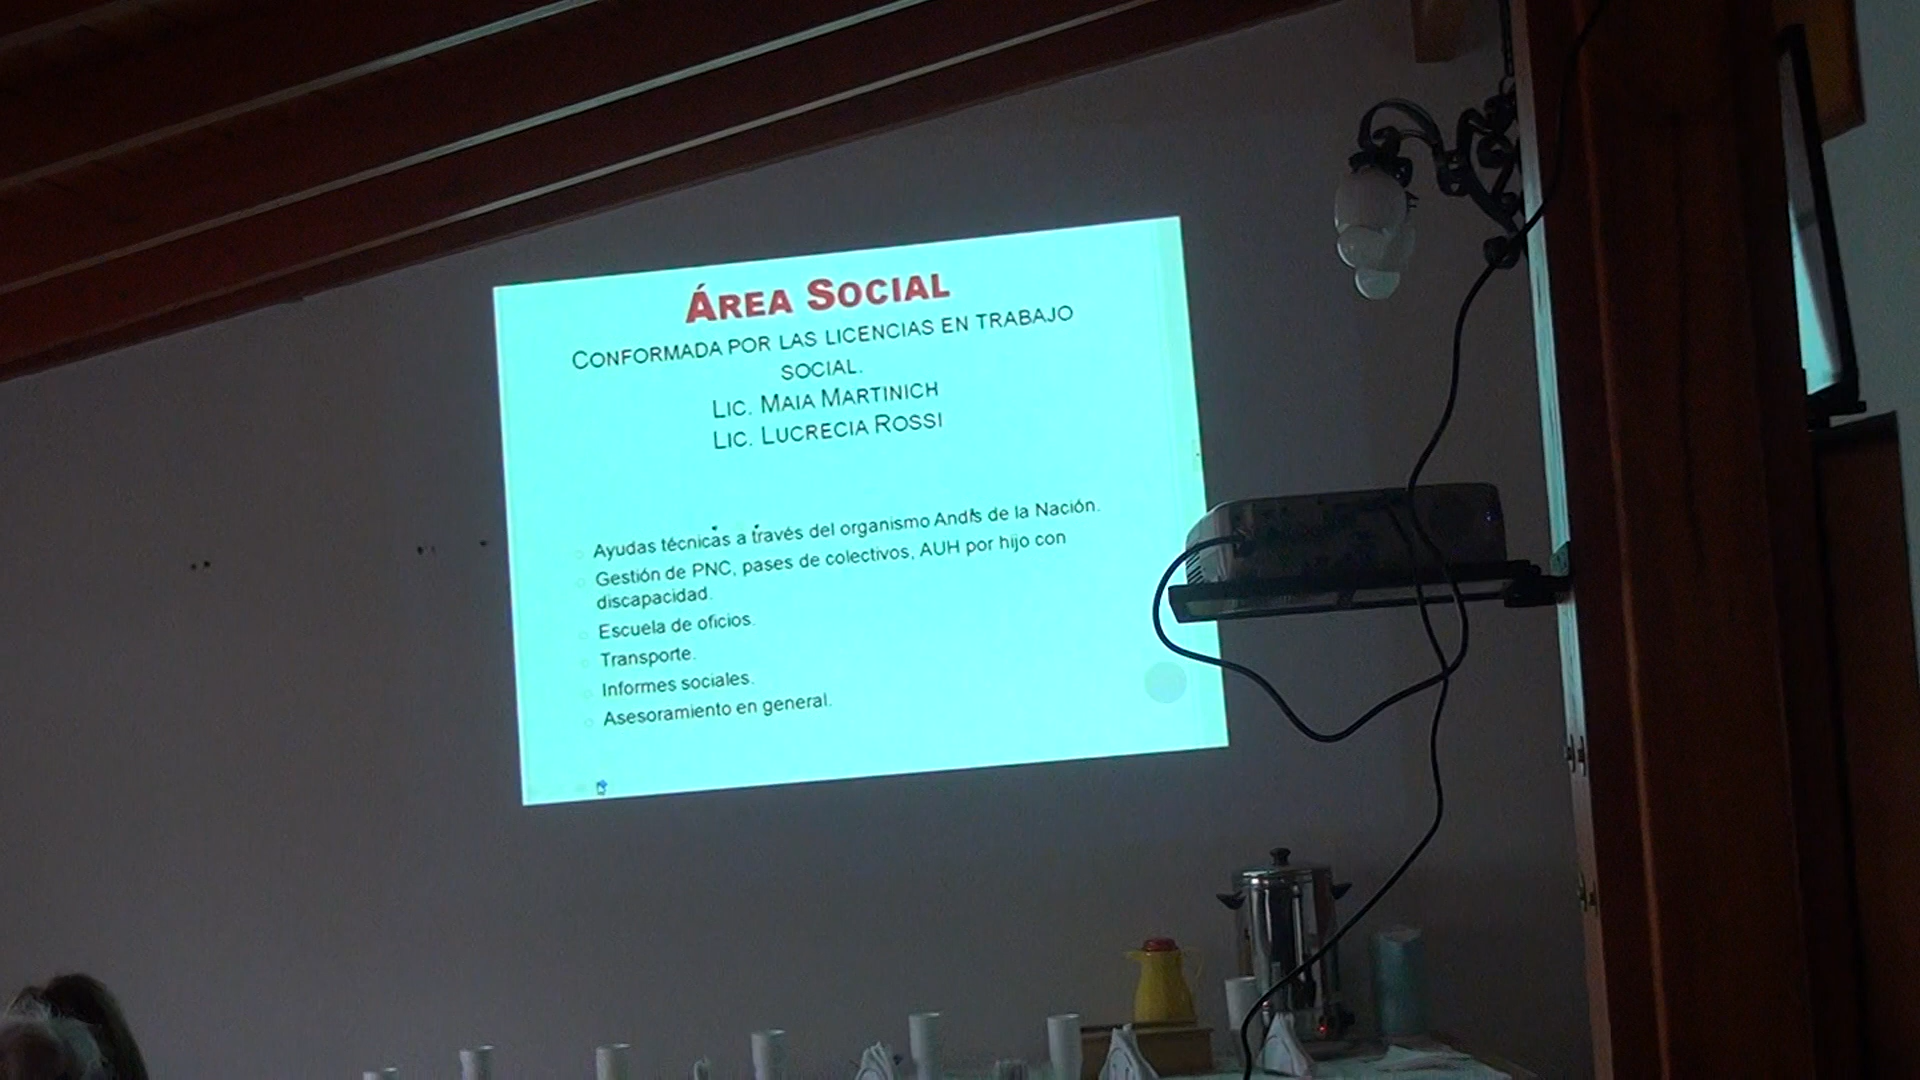 ÁREA SOCIAL
CONFORMADA POR LAS LICENCIAS EN TRABAJO
SOCIAL.
LIC. MAIA MARTINICH
LIC. LUCRECIA ROSSI
Ayudas técnicas a través del organismo Andis de la Nación.
Gestión de PNC, pases de colectivos, AUH por hijo con
discapacidad.
Escuela de oficios.
Transporte.
Informes sociales.
Asesoramiento en general.